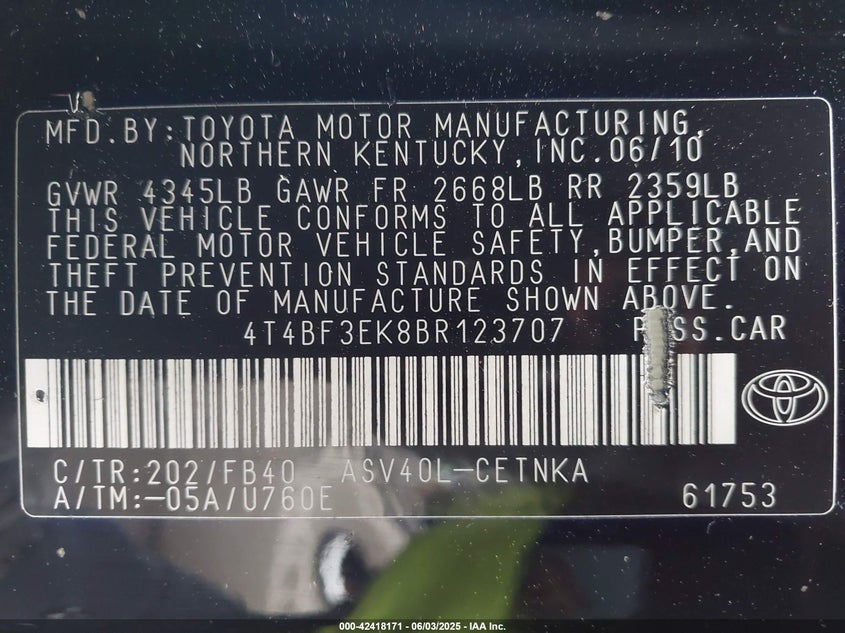 MFD.BY:TOYOTA MOTOR MANUFACTURING,
NORTHERN KENTUCKY,INC.06/10
GVWR 4345LB GAWR FR 2668LB RR 2359LB
THIS VEHICLE CONFORMS TO ALL APPLICABLE
FEDERAL MOTOR VEHICLE SAFETY,BUMPER,AND
THEFT PREVENTION STANDARDS IN EFFECT ON
THE DATE OF MANUFACTURE SHOWN ABOVE.
4T4BF3EK8BR123707 PASS.CAR
C/TR:202/FB40 ASV40L-CETNKA
A/TM:-05A/U760E 61753
000-42418171 - 06/03/2025 - IAA Inc.